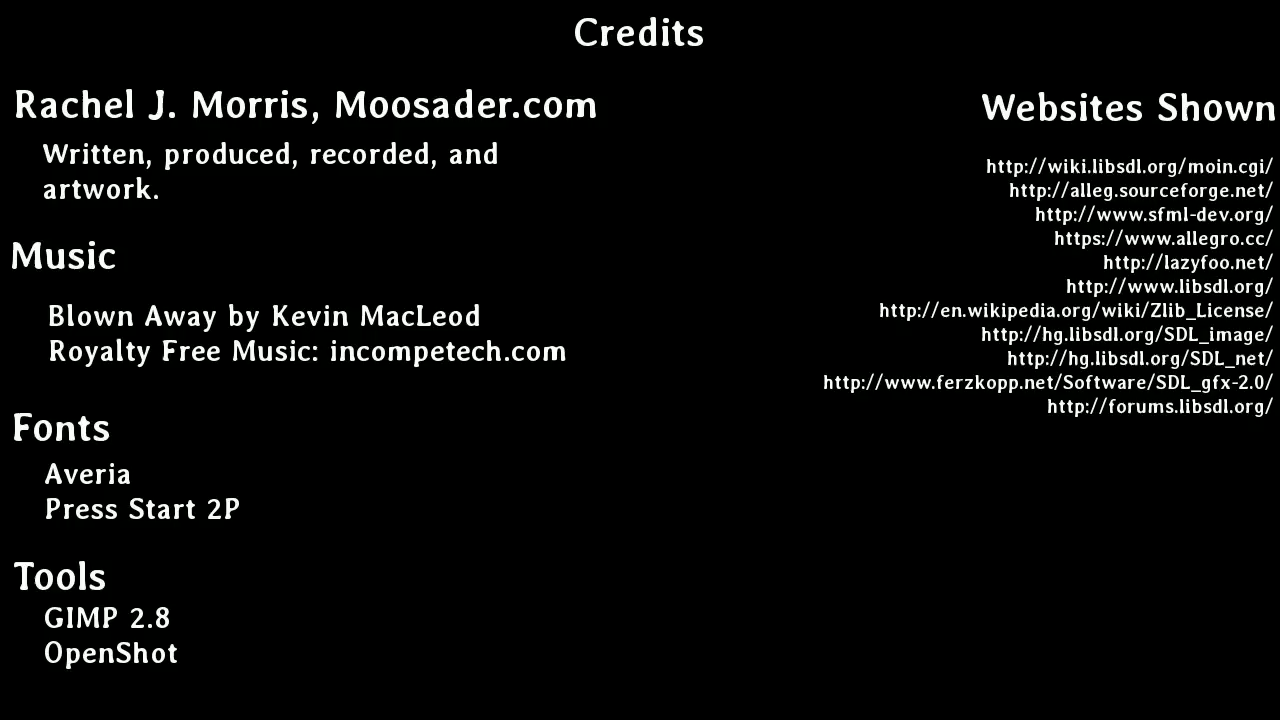 Credits
Rachel J. Morris, Moosader.com
Written, produced, recorded, and
artwork.
Music
Blown Away by Kevin MacLeod
Royalty Free Music: incompetech.com
Fonts
Averia
Press Start 2P
Tools
GIMP 2.8
OpenShot
Websites Shown
http://wiki.libsdl.org/moin.cgi/
http://alleg.sourceforge.net/
http://www.sfml-dev.org/
https://www.allegro.cc/
http://lazyfoo.net/
http://www.libsdl.org/
http://en.wikipedia.org/wiki/Zlib_License/
http://hg.libsdl.org/SDL_image/
http://hg.libsdl.org/SDL_net/
http://www.ferzkopp.net/Software/SDL_gfx-2.0/
http://forums.libsdl.org/